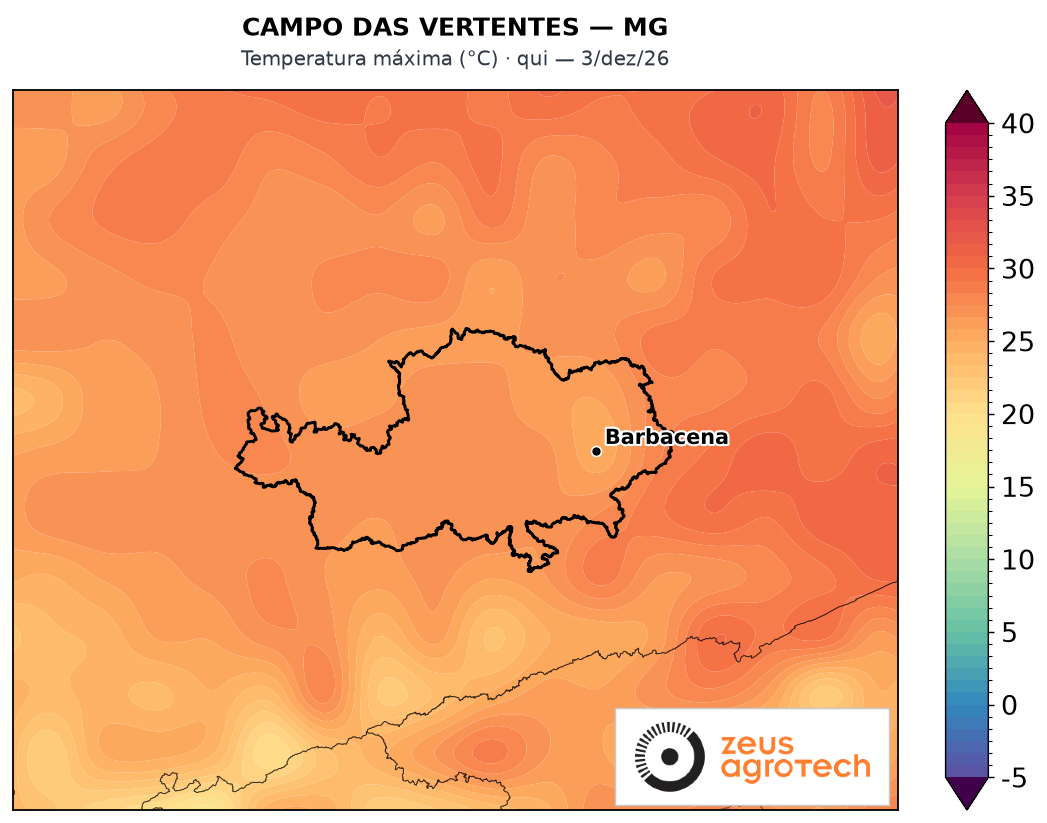 CAMPO DAS VERTENTES — MG
Temperatura máxima (°C) · qui — 3/dez/26
40
35
30
25
20
15
10
5
0
-5
Barbacena
zeus
agrotech